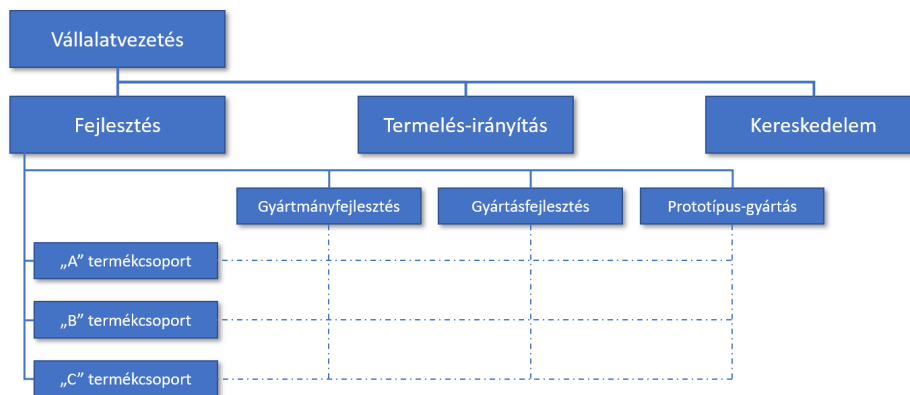 Vállalatvezetés
Fejlesztés
Termelés-irányítás
Kereskedelem
Gyártmányfejlesztés
Gyártásfejlesztés
Prototípus-gyártás
„A” termékcsoport
„B” termékcsoport
„C” termékcsoport